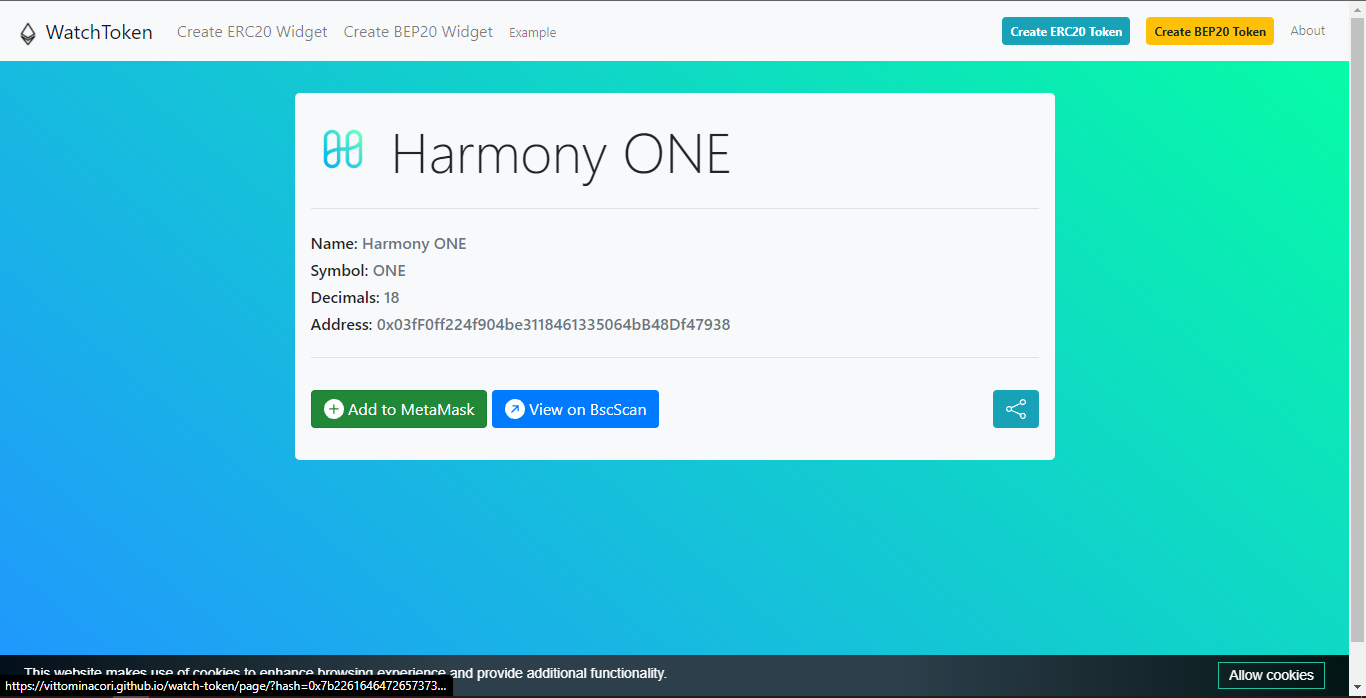 WatchToken Create ERC20 Widget Create BEP20 Widget Example Create ERC20 Token Create BEP20 Token About
Harmony ONE
Name: Harmony ONE
Symbol: ONE
Decimals: 18
Address: 0x03fF0ff224f904be3118461335064bB48Df47938
Add to MetaMask View on BscScan
This website makes use of cookies to enhance browsing experience and provide additional functionality. Allow cookies
https://vittominacori.github.io/watch-token/page/?hash=0x7b2261646472657373...